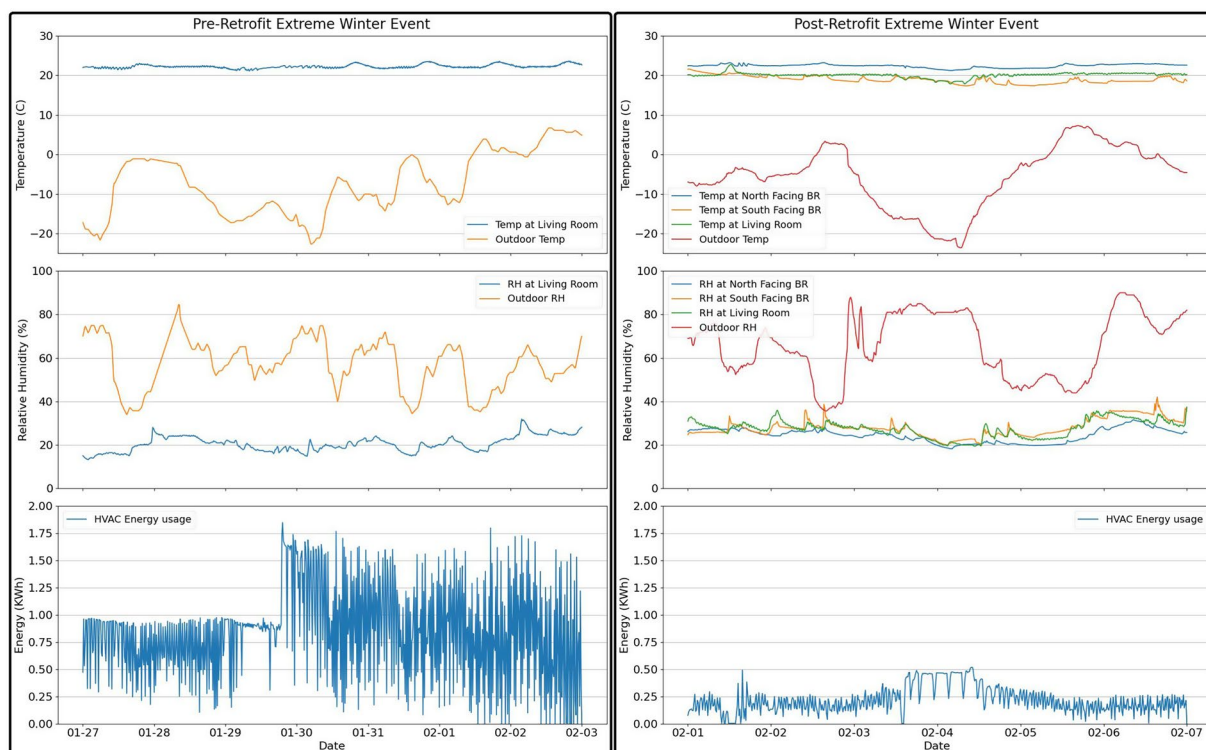 Pre-Retrofit Extreme Winter Event
Temperature (C)
30
20
10
0
−10
−20
Temp at Living Room
Outdoor Temp
Relative Humidity (%)
100
80
60
40
20
0
RH at Living Room
Outdoor RH
Energy (KWh)
2.00
1.75
1.50
1.25
1.00
0.75
0.50
0.25
0.00
HVAC Energy usage
01-27 01-28 01-29 01-30 01-31 02-01 02-02 02-03
Date
Post-Retrofit Extreme Winter Event
Temperature (C)
30
20
10
0
−10
−20
Temp at North Facing BR
Temp at South Facing BR
Temp at Living Room
Outdoor Temp
Relative Humidity (%)
100
80
60
40
20
0
RH at North Facing BR
RH at South Facing BR
RH at Living Room
Outdoor RH
Energy (KWh)
2.00
1.75
1.50
1.25
1.00
0.75
0.50
0.25
0.00
HVAC Energy usage
02-01 02-02 02-03 02-04 02-05 02-06 02-07
Date